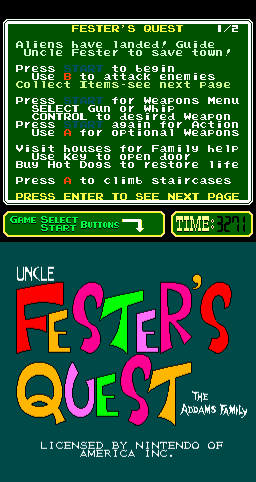 FESTER'S QUEST 1/2
Aliens have landed! Guide
Uncle Fester to save town!
Press START to begin
Use B to attack enemies
Collect Items-see next page
Press START for Weapons Menu
SELECT Gun or Whip
CONTROL to desired Weapon
Press START again for Action
Use A for optional Weapons
Visit houses for Family help
Use Key to open door
Buy Hot Dogs to restore life
Press A to climb staircases
PRESS ENTER TO SEE NEXT PAGE
GAME SELECT
START BUTTONS
TIME: 3271
UNCLE
FESTER'S
QUEST
THE
ADDAMS FAMILY
LICENSED BY NINTENDO OF
AMERICA INC.